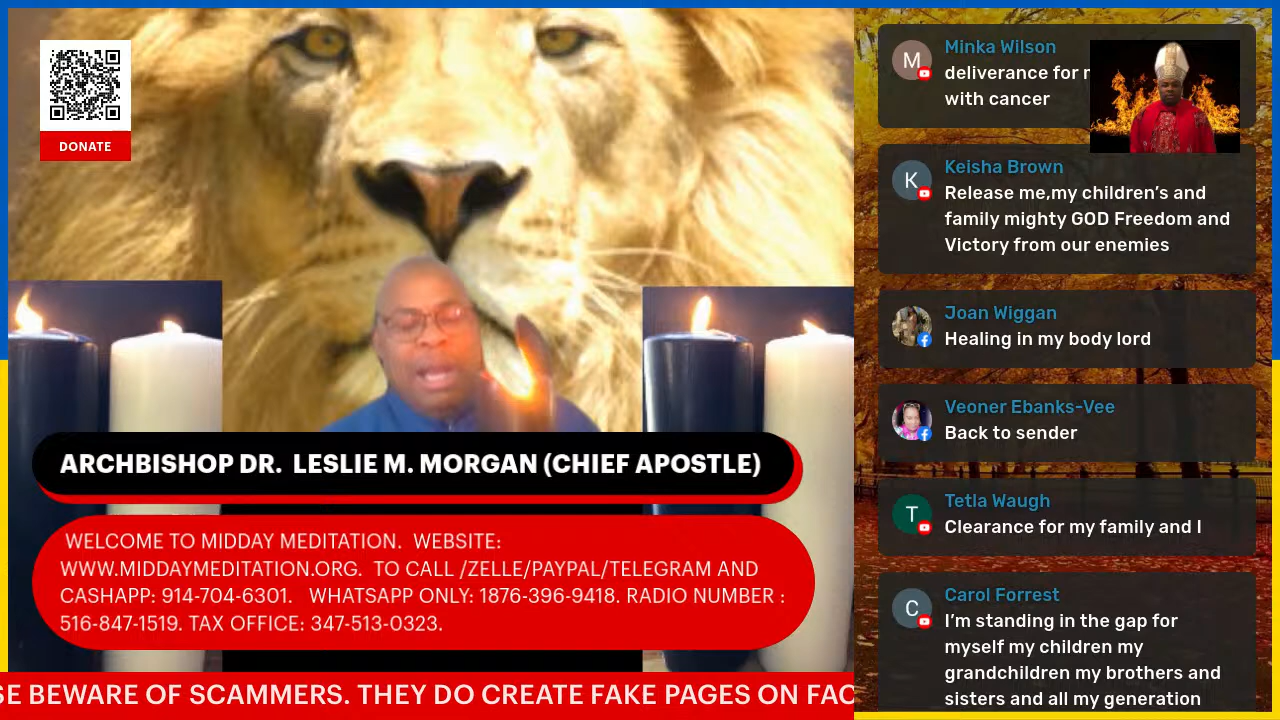 DONATE
ARCHBISHOP DR. LESLIE M. MORGAN (CHIEF APOSTLE)
WELCOME TO MIDDAY MEDITATION. WEBSITE:
WWW.MIDDAYMEDITATION.ORG. TO CALL /ZELLE/PAYPAL/TELEGRAM AND
CASHAPP: 914-704-6301. WHATSAPP ONLY: 1876-396-9418. RADIO NUMBER :
516-847-1519. TAX OFFICE: 347-513-0323.
SE BEWARE OF SCAMMERS. THEY DO CREATE FAKE PAGES ON FAC
M
Minka Wilson
deliverance for
with cancer
K
Keisha Brown
Release me,my children’s and
family mighty GOD Freedom and
Victory from our enemies
Joan Wiggan
Healing in my body lord
Veoner Ebanks-Vee
Back to sender
T
Tetla Waugh
Clearance for my family and I
C
Carol Forrest
I’m standing in the gap for
myself my children my
grandchildren my brothers and
sisters and all my generation